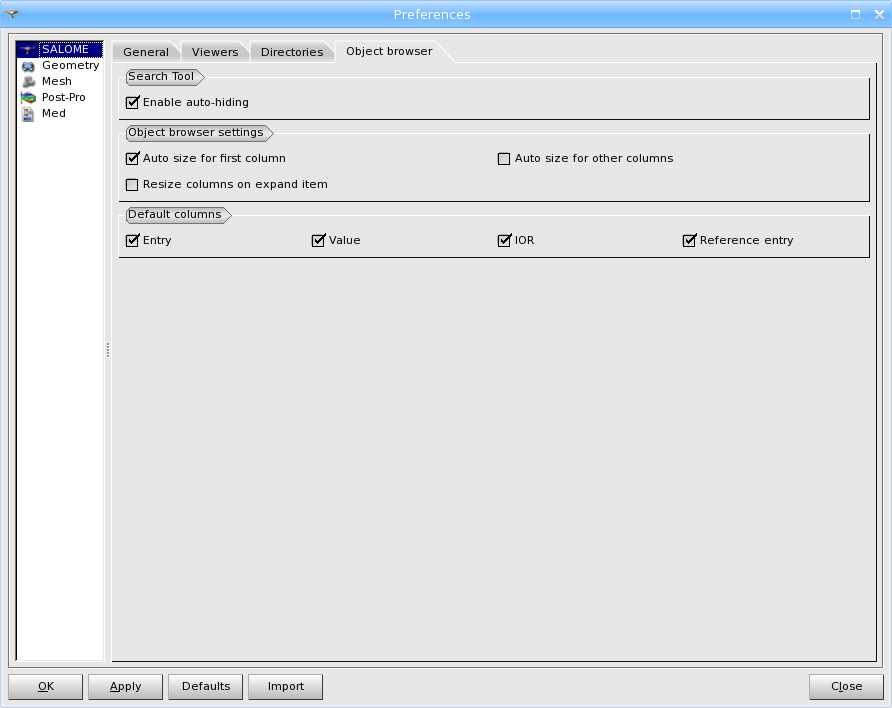 Preferences
SALOME
Geometry
Mesh
Post-Pro
Med
General Viewers Directories Object browser
Search Tool
Enable auto-hiding
Object browser settings
Auto size for first column Auto size for other columns
Resize columns on expand item
Default columns
Entry Value IOR Reference entry
OK Apply Defaults Import Close